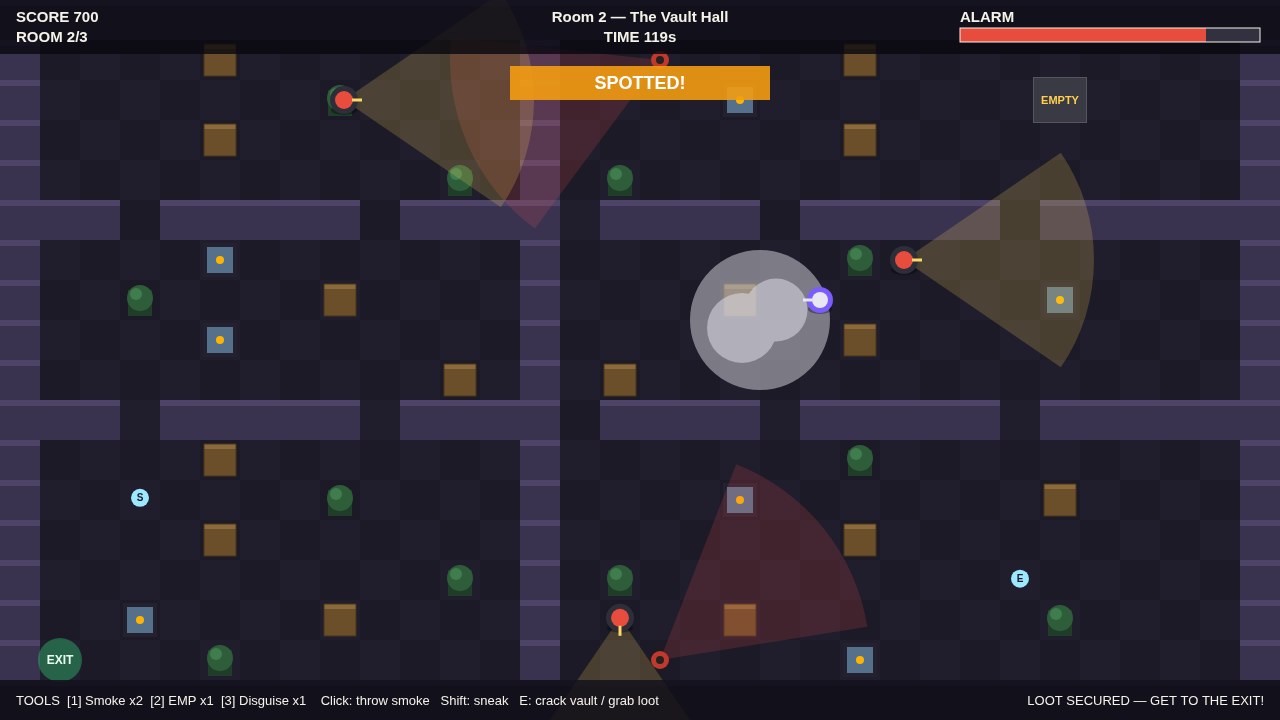 SCORE 700
ROOM 2/3
Room 2 — The Vault Hall
TIME 119s
ALARM
SPOTTED!
EMPTY
S
E
EXIT
TOOLS [1] Smoke x2 [2] EMP x1 [3] Disguise x1 Click: throw smoke Shift: sneak E: crack vault / grab loot
LOOT SECURED — GET TO THE EXIT!